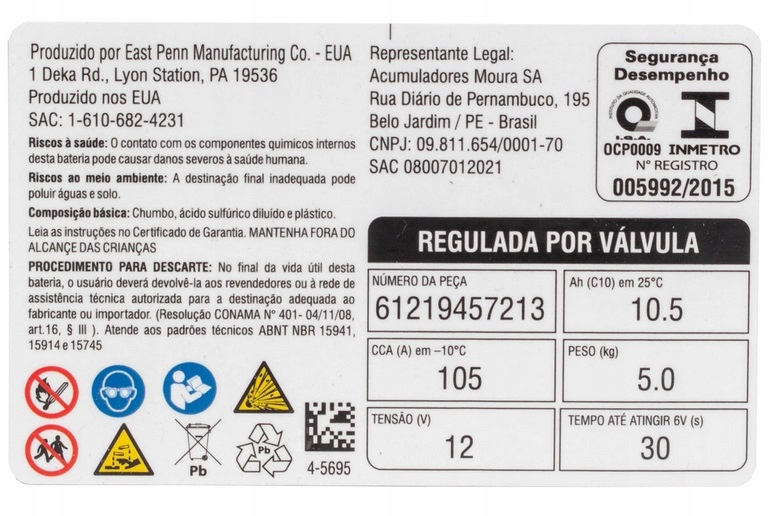 Produzido por East Penn Manufacturing Co. - EUA
1 Deka Rd., Lyon Station, PA 19536
Produzido nos EUA
SAC: 1-610-682-4231
Riscos à saúde: O contato com os componentes quimicos internos
desta bateria pode causar danos severos à saúde humana.
Riscos ao meio ambiente: A destinação final inadequada pode
poluir águas e solo.
Composição básica: Chumbo, ácido sulfúrico diluído e plástico.
Leia as instruções no Certificado de Garantia. MANTENHA FORA DO
ALCANÇE DAS CRIANÇAS
PROCEDIMENTO PARA DESCARTE: No final da vida útil desta
bateria, o usuário deverá devolvê-la aos revendedores ou à rede de
assistência técnica autorizada para a destinação adequada ao
fabricante ou importador. (Resolução CONAMA Nº 401- 04/11/08,
art.16, § III ). Atende aos padrões técnicos ABNT NBR 15941,
15914 e 15745
Pb
Pb
4-5695
Representante Legal:
Acumuladores Moura SA
Rua Diário de Pernambuco, 195
Belo Jardim / PE - Brasil
CNPJ: 09.811.654/0001-70
SAC 08007012021
Segurança
Desempenho
I.Q.A.
OCP0009 INMETRO
Nº REGISTRO
005992/2015
REGULADA POR VÁLVULA
NÚMERO DA PEÇA
61219457213
Ah (C10) em 25°C
10.5
CCA (A) em –10°C
105
PESO (kg)
5.0
TENSÃO (V)
12
TEMPO ATÉ ATINGIR 6V (s)
30